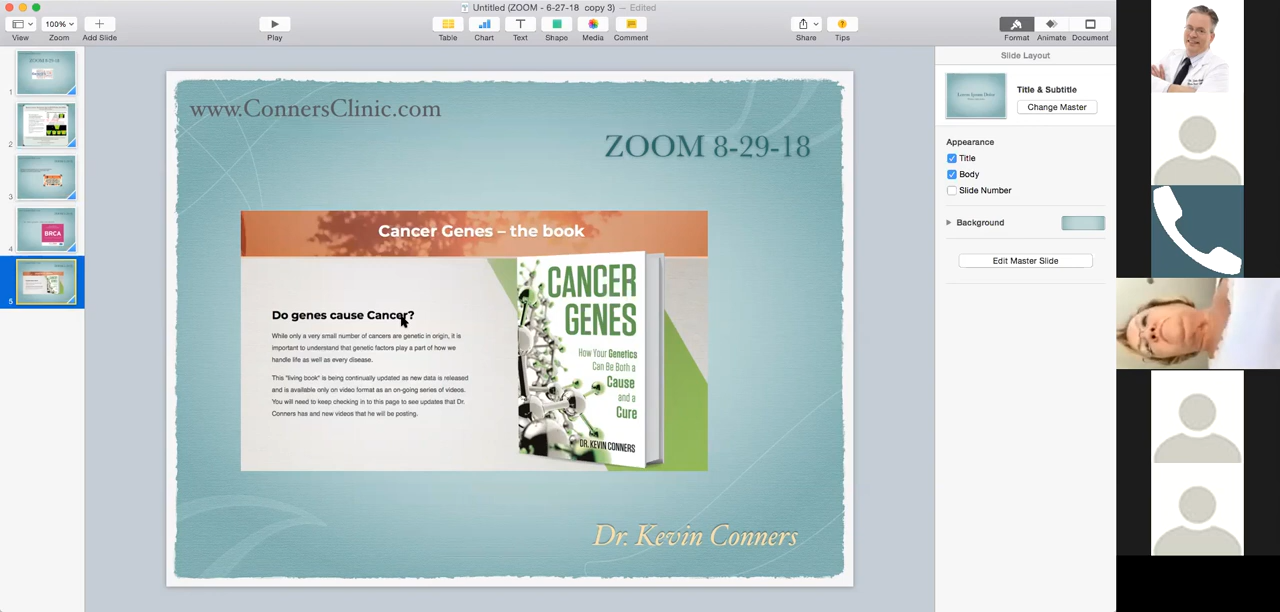 Untitled (ZOOM - 6-27-18 copy 3) — Edited
100%
View
Zoom
Add Slide
Play
Table
Chart
Text
Shape
Media
Comment
Share
Tips
Format
Animate
Document
Slide Layout
Title & Subtitle
Change Master
Appearance
Title
Body
Slide Number
Background
Edit Master Slide
1
2
3
4
BRCA
5
www.ConnersClinic.com
ZOOM 8-29-18
Cancer Genes – the book
Do genes cause Cancer?
While only a very small number of cancers are genetic in origin, it is
important to understand that genetic factors play a part of how we
handle life as well as every disease.
This "living book" is being continually updated as new data is released
and is available only on video format as an on-going series of videos.
You will need to keep checking in to this page to see updates that Dr.
Conners has and new videos that he will be posting.
CANCER
GENES
How Your Genetics
Can Be Both a
Cause
and a
Cure
DR. KEVIN CONNERS
Dr. Kevin Conners